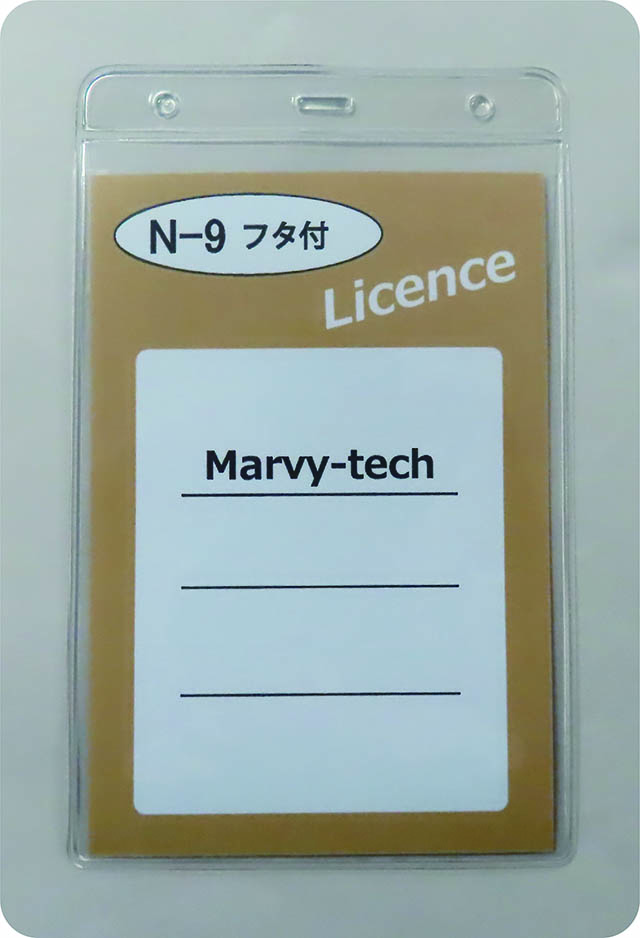 N-9 フタ付
Licence
Marvy-tech